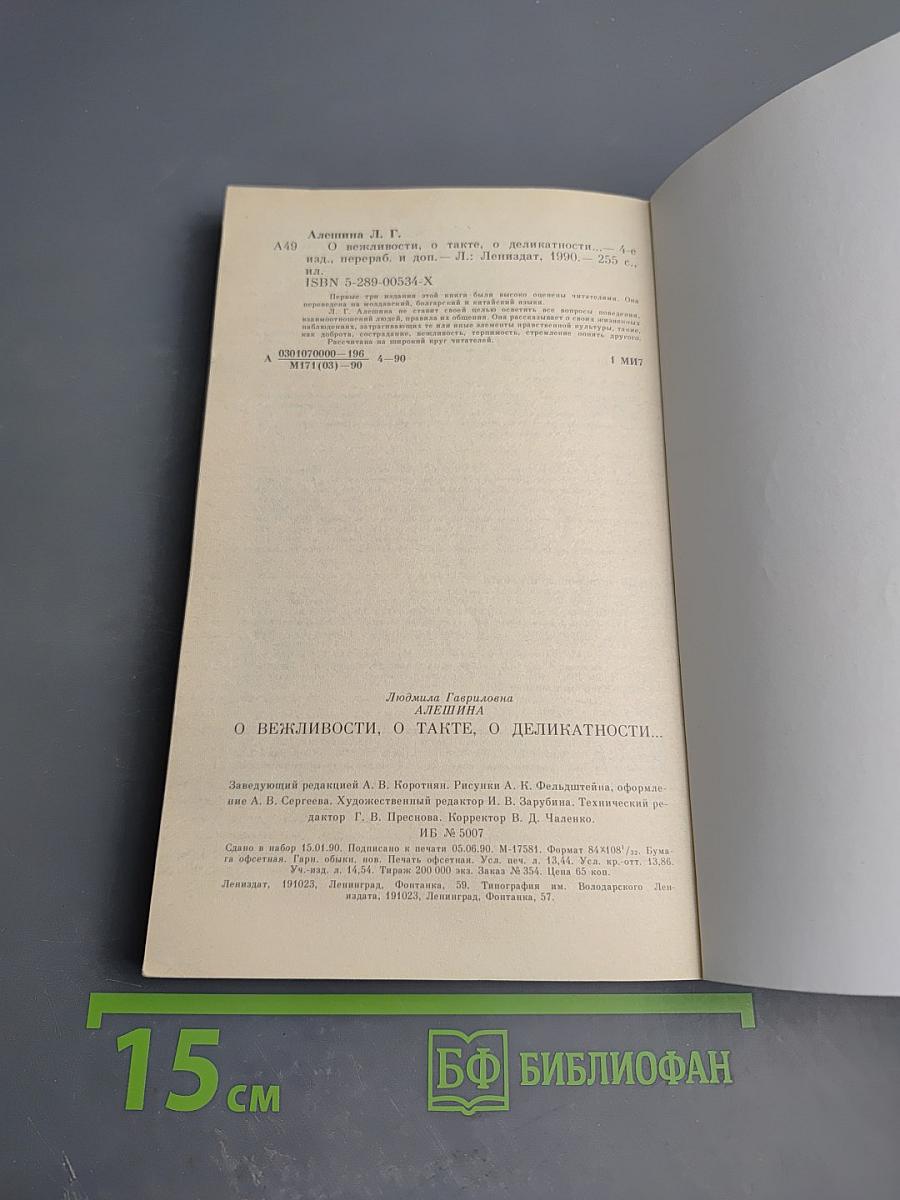 Алешина Л. Г.
А49 О вежливости, о такте, о деликатности...— 4-е
изд., перераб. и доп.— Л.: Лениздат, 1990.— 255 с.,
ил.
ISBN 5-289-00534-X
Первые три издания этой книги были высоко оценены читателями. Она
переведена на молдавский, болгарский и китайский языки.
Л. Г. Алешина не ставит своей целью осветить все вопросы поведения,
взаимоотношений людей, правила их общения. Она рассказывает о своих жизненных
наблюдениях, затрагивающих те или иные элементы нравственной культуры, такие,
как доброта, сострадание, вежливость, терпимость, стремление понять другого.
Рассчитана на широкий круг читателей.
А 0301070000—196 4—90 1 МИ7
М171(03)—90
Людмила Гавриловна
АЛЕШИНА
О ВЕЖЛИВОСТИ, О ТАКТЕ, О ДЕЛИКАТНОСТИ...
Заведующий редакцией А. В. Коротнян. Рисунки А. К. Фельдштейна, оформле-
ние А. В. Сергеева. Художественный редактор И. В. Зарубина. Технический ре-
дактор Г. В. Преснова. Корректор В. Д. Чаленко.
ИБ № 5007
Сдано в набор 15.01.90. Подписано к печати 05.06.90. М-17581. Формат 84×108¹/₃₂. Бума-
га офсетная. Гарн. обыкн. нов. Печать офсетная. Усл. печ. л. 13,44. Усл. кр.-отт. 13,86.
Уч.-изд. л. 14,54. Тираж 200 000 экз. Заказ № 354. Цена 65 коп.
Лениздат, 191023, Ленинград, Фонтанка, 59. Типография им. Володарского Лен-
издата, 191023, Ленинград, Фонтанка, 57.
15 см
БФ БИБЛИОФАН